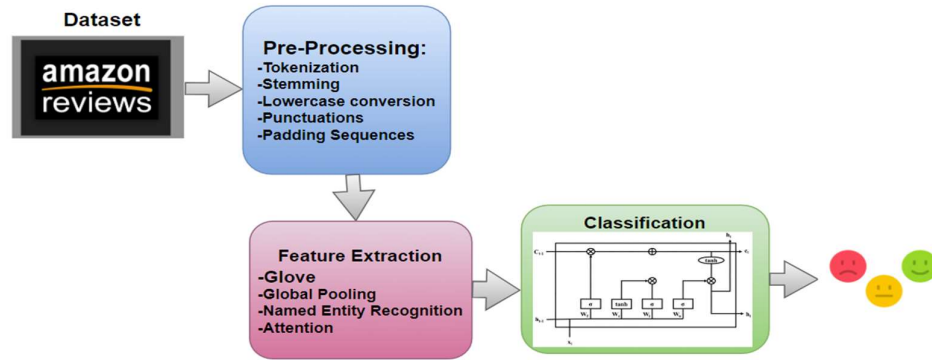 Dataset
amazon
reviews
Pre-Processing:
-Tokenization
-Stemming
-Lowercase conversion
-Punctuations
-Padding Sequences
Feature Extraction
-Glove
-Global Pooling
-Named Entity Recognition
-Attention
Classification
tanh
σ
tanh
σ
σ